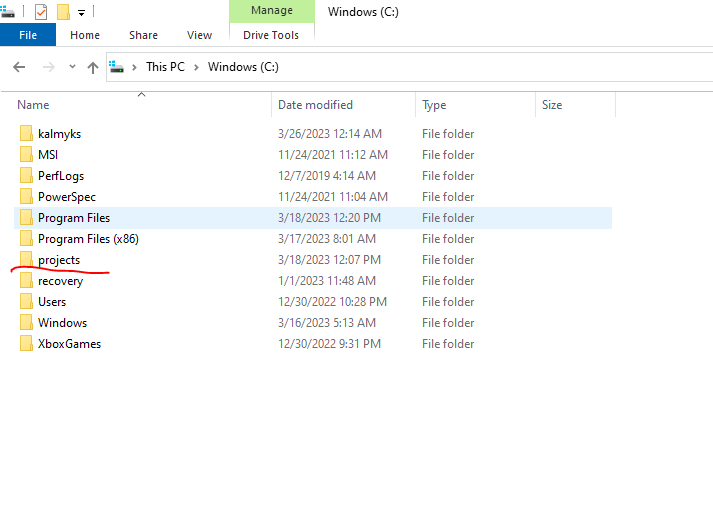 Manage Windows (C:)
File Home Share View Drive Tools
This PC Windows (C:)
Name Date modified Type Size
kalmyks 3/26/2023 12:14 AM File folder
MSI 11/24/2021 11:12 AM File folder
PerfLogs 12/7/2019 4:14 AM File folder
PowerSpec 11/24/2021 11:04 AM File folder
Program Files 3/18/2023 12:20 PM File folder
Program Files (x86) 3/17/2023 8:01 AM File folder
projects 3/18/2023 12:07 PM File folder
recovery 1/1/2023 11:48 AM File folder
Users 12/30/2022 10:28 PM File folder
Windows 3/16/2023 5:13 AM File folder
XboxGames 12/30/2022 9:31 PM File folder